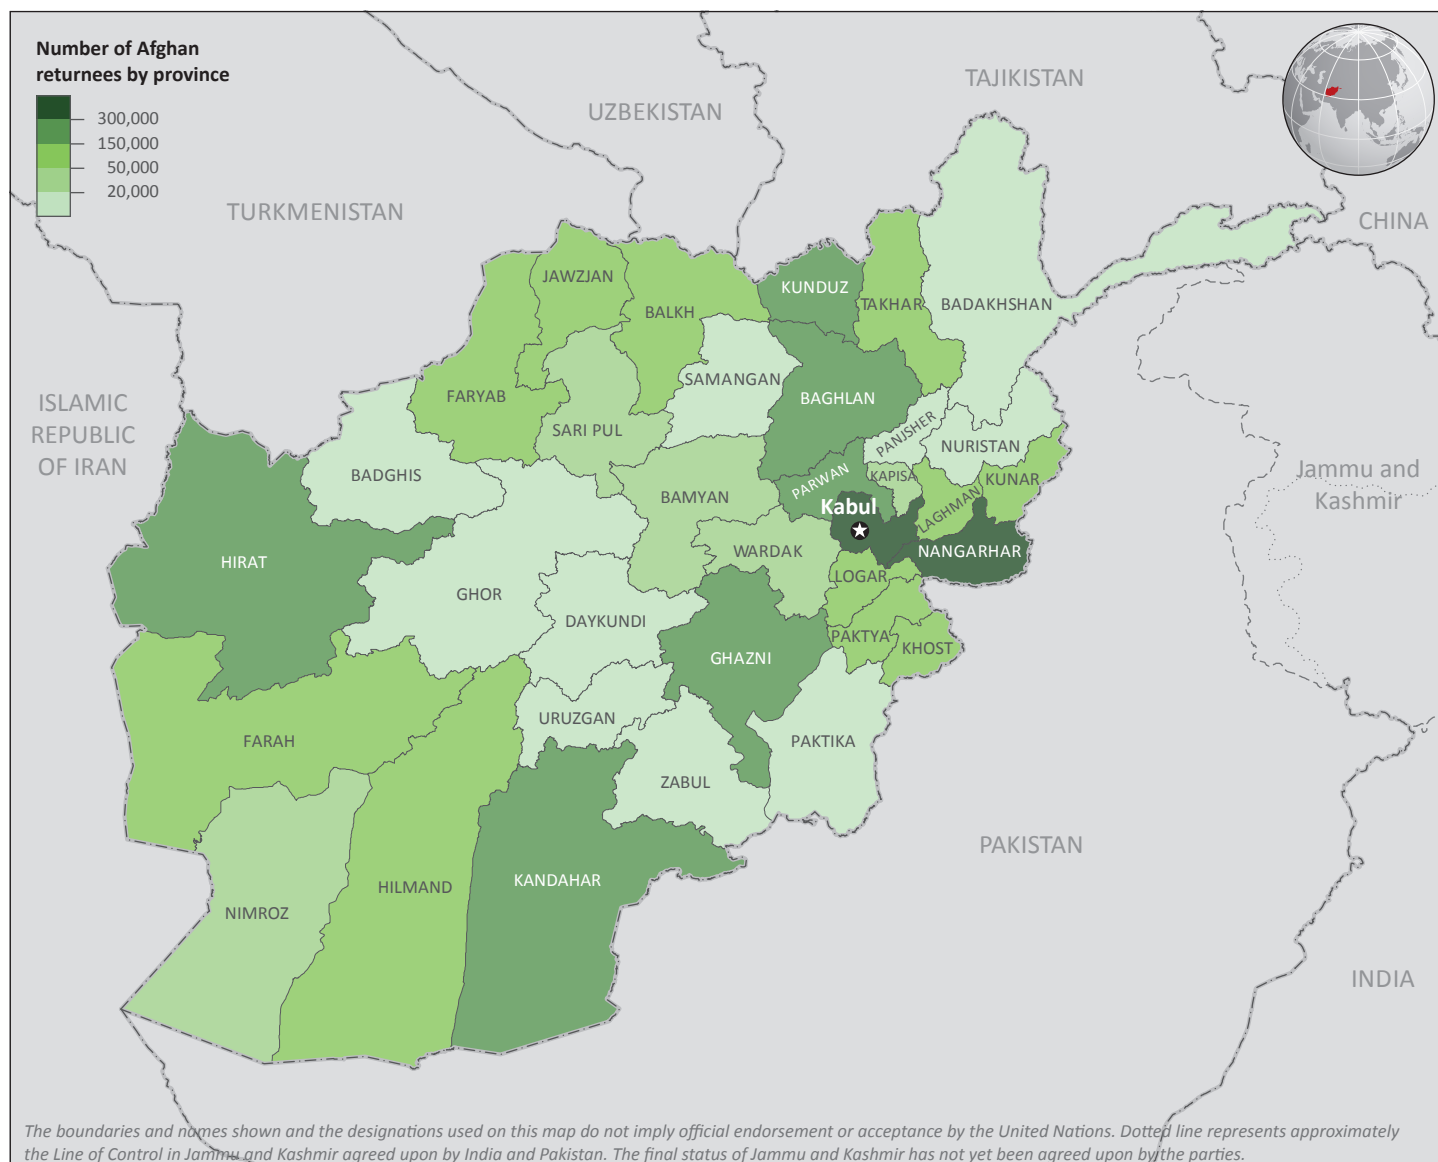 Number of Afghan
returnees by province
300,000
150,000
50,000
20,000
TAJIKISTAN
UZBEKISTAN
TURKMENISTAN
CHINA
ISLAMIC
REPUBLIC
OF IRAN
Jammu and
Kashmir
PAKISTAN
INDIA
JAWZJAN
BALKH
KUNDUZ
TAKHAR
BADAKHSHAN
FARYAB
SARI PUL
SAMANGAN
BAGHLAN
PANJSHER
NURISTAN
BADGHIS
BAMYAN
PARWAN
KAPISA
LAGHMAN
KUNAR
Kabul
HIRAT
GHOR
WARDAK
NANGARHAR
LOGAR
DAYKUNDI
PAKTYA
KHOST
GHAZNI
URUZGAN
FARAH
ZABUL
PAKTIKA
NIMROZ
HILMAND
KANDAHAR
The boundaries and names shown and the designations used on this map do not imply official endorsement or acceptance by the United Nations. Dotted line represents approximately
the Line of Control in Jammu and Kashmir agreed upon by India and Pakistan. The final status of Jammu and Kashmir has not yet been agreed upon by the parties.